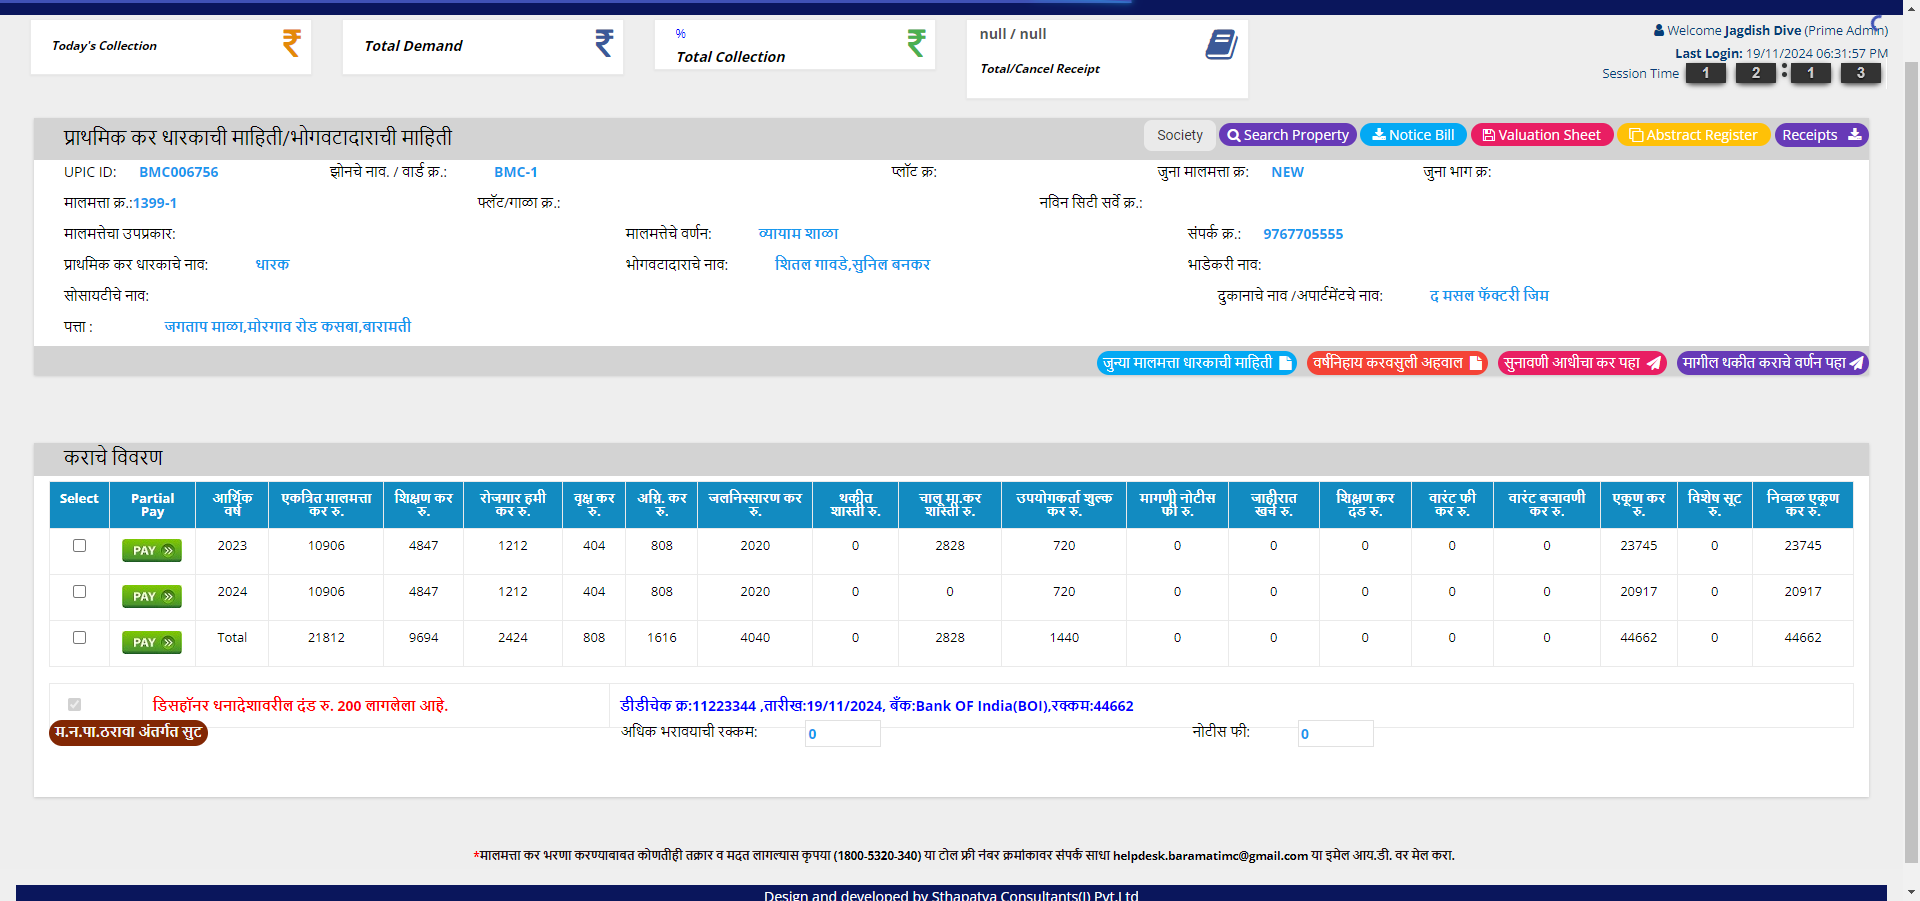 Today's Collection
Total Demand
%
Total Collection
null / null
Total/Cancel Receipt
Welcome Jagdish Dive (Prime Admin)
Last Login: 19/11/2024 06:31:57 PM
Session Time 1 2 : 1 3
प्राथमिक कर धारकाची माहिती/भोगवटादाराची माहिती
Society Search Property Notice Bill Valuation Sheet Abstract Register Receipts
UPIC ID: BMC006756 झोनचे नाव. / वार्ड क्र.: BMC-1 प्लॉट क्र: जुना मालमत्ता क्र: NEW जुना भाग क्र:
मालमत्ता क्र.:1399-1 फ्लॅट/गाळा क्र.: नविन सिटी सर्वे क्र.:
मालमत्तेचा उपप्रकार: मालमत्तेचे वर्णन: व्यायाम शाळा संपर्क क्र.: 9767705555
प्राथमिक कर धारकाचे नाव: धारक भोगवटादाराचे नाव: शितल गावडे,सुनिल बनकर भाडेकरी नाव:
सोसायटीचे नाव: दुकानाचे नाव /अपार्टमेंटचे नाव: द मसल फॅक्टरी जिम
पत्ता : जगताप माळा,मोरगाव रोड कसबा,बारामती
जुन्या मालमत्ता धारकाची माहिती वर्षनिहाय करवसुली अहवाल सुनावणी आधीचा कर पहा मागील थकीत कराचे वर्णन पहा
कराचे विवरण
Select Partial Pay आर्थिक वर्ष एकत्रित मालमत्ता कर रु. शिक्षण कर रु. रोजगार हमी कर रु. वृक्ष कर रु. अग्नि. कर रु. जलनिस्सारण कर रु. थकीत शास्ती रु. चालू मा.कर शास्ती रु. उपयोगकर्ता शुल्क कर रु. मागणी नोटीस फी रु. जाहीरात खर्च रु. शिक्षण कर दंड रु. वारंट फी कर रु. वारंट बजावणी कर रु. एकूण कर रु. विशेष सूट रु. निव्वळ एकूण कर रु.
PAY 2023 10906 4847 1212 404 808 2020 0 2828 720 0 0 0 0 0 23745 0 23745
PAY 2024 10906 4847 1212 404 808 2020 0 0 720 0 0 0 0 0 20917 0 20917
PAY Total 21812 9694 2424 808 1616 4040 0 2828 1440 0 0 0 0 0 44662 0 44662
डिसहॉनर धनादेशावरील दंड रु. 200 लागलेला आहे. डीडीचेक क्र:11223344 ,तारीख:19/11/2024, बँक:Bank OF India(BOI),रक्कम:44662
म.न.पा.ठरावा अंतर्गत सुट अधिक भरावयाची रक्कम: 0 नोटीस फी: 0
*मालमत्ता कर भरणा करण्याबाबत कोणतीही तक्रार व मदत लागल्यास कृपया (1800-5320-340) या टोल फ्री नंबर क्रमांकावर संपर्क साधा helpdesk.baramatimc@gmail.com या इमेल आय.डी. वर मेल करा.
Design and developed by Sthapatya Consultants(I) Pvt.Ltd